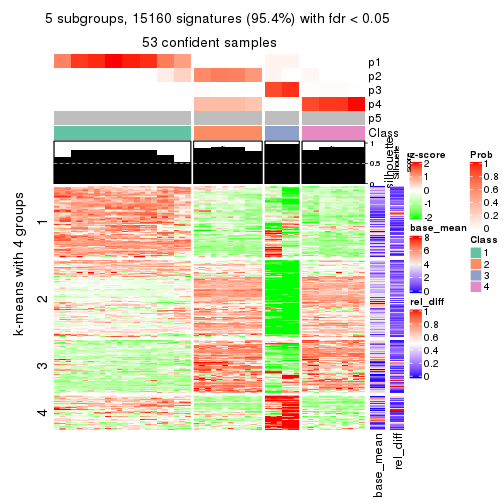 5 subgroups, 15160 signatures (95.4%) with fdr < 0.05
53 confident samples
p1
p2
p3
p4
p5
Class
1
0.5
0
silhouette
Silhouette
score
k-means with 4 groups
1
2
3
4
base_mean
rel_diff
z-score
2
1
0
-1
-2
base_mean
8
6
4
2
0
rel_diff
1
0.8
0.6
0.4
0.2
0
Prob
1
0.8
0.6
0.4
0.2
0
Class
1
2
3
4